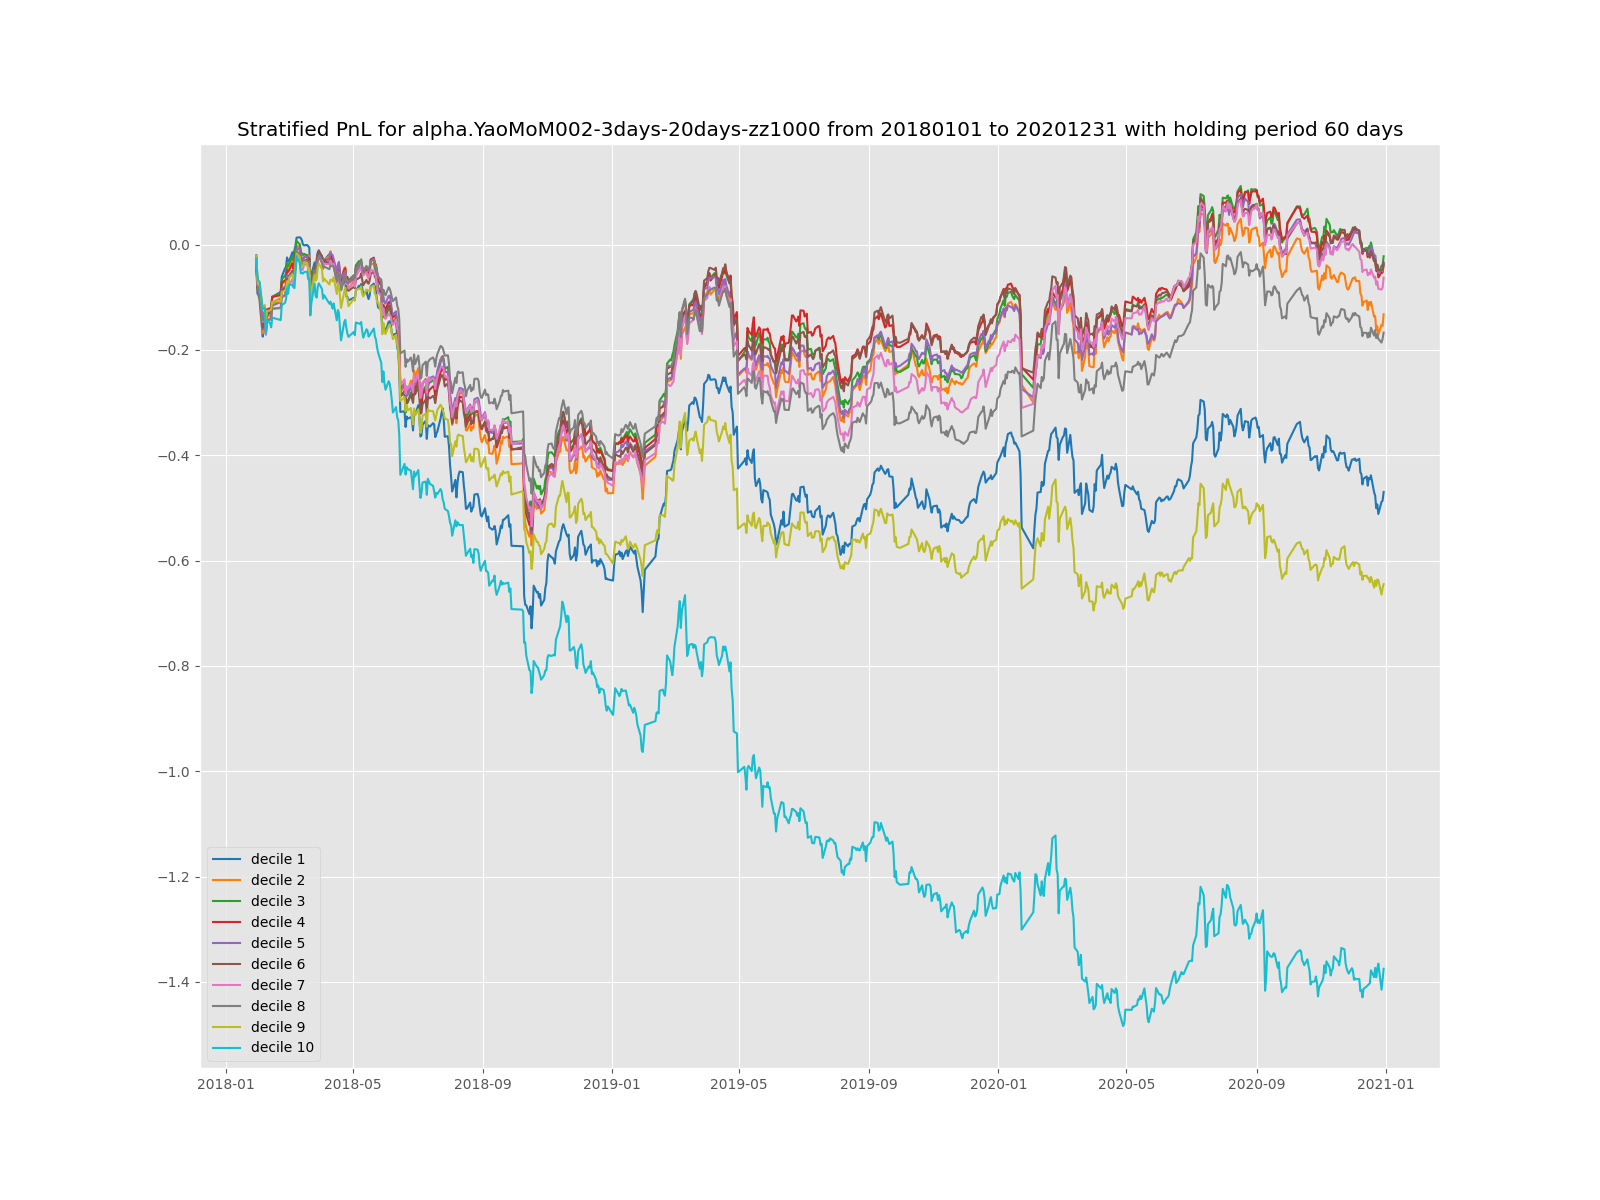 Stratified PnL for alpha.YaoMoM002-3days-20days-zz1000 from 20180101 to 20201231 with holding period 60 days
0.0
−0.2
−0.4
−0.6
−0.8
−1.0
−1.2
−1.4
decile 1
decile 2
decile 3
decile 4
decile 5
decile 6
decile 7
decile 8
decile 9
decile 10
2018-01 2018-05 2018-09 2019-01 2019-05 2019-09 2020-01 2020-05 2020-09 2021-01